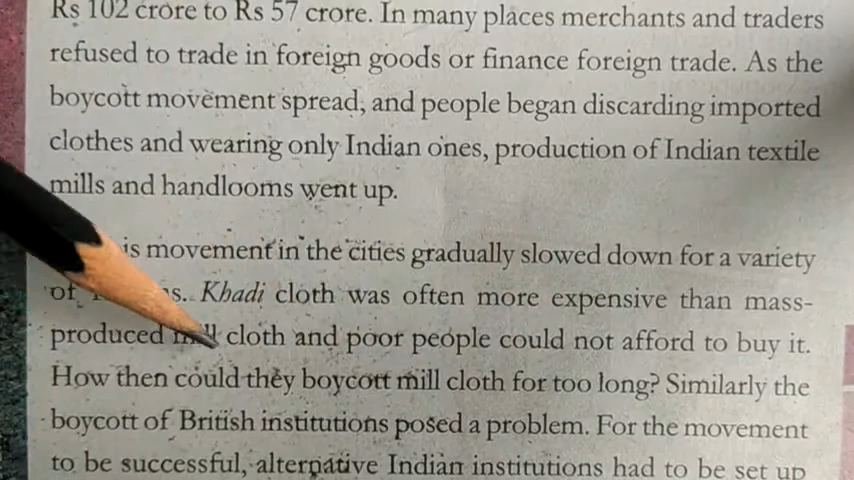 Rs 102 crore to Rs 57 crore. In many places merchants and traders
refused to trade in foreign goods or finance foreign trade. As the
boycott movement spread, and people began discarding imported
clothes and wearing only Indian ones, production of Indian textile
mills and handlooms went up.
is movement in the cities gradually slowed down for a variety
of Khadi cloth was often more expensive than mass-
produced mill cloth and poor people could not afford to buy it.
How then could they boycott mill cloth for too long? Similarly the
boycott of British institutions posed a problem. For the movement
to be successful, alternative Indian institutions had to be set up